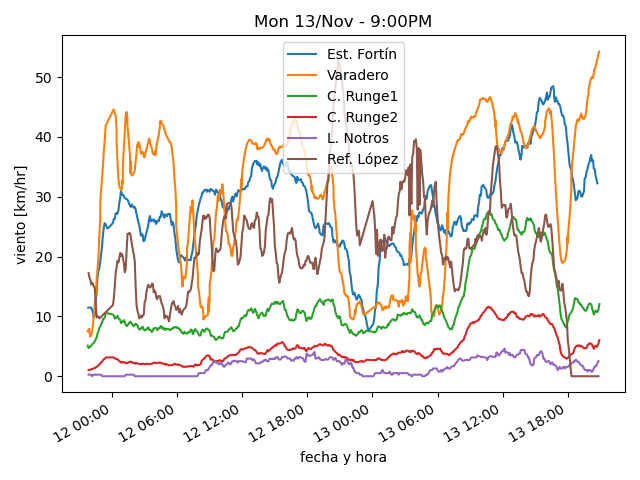 Mon 13/Nov - 9:00PM
Est. Fortín
Varadero
C. Runge1
C. Runge2
L. Notros
Ref. López
viento [km/hr]
50
40
30
20
10
0
12 00:00
12 06:00
12 12:00
12 18:00
13 00:00
13 06:00
13 12:00
13 18:00
fecha y hora